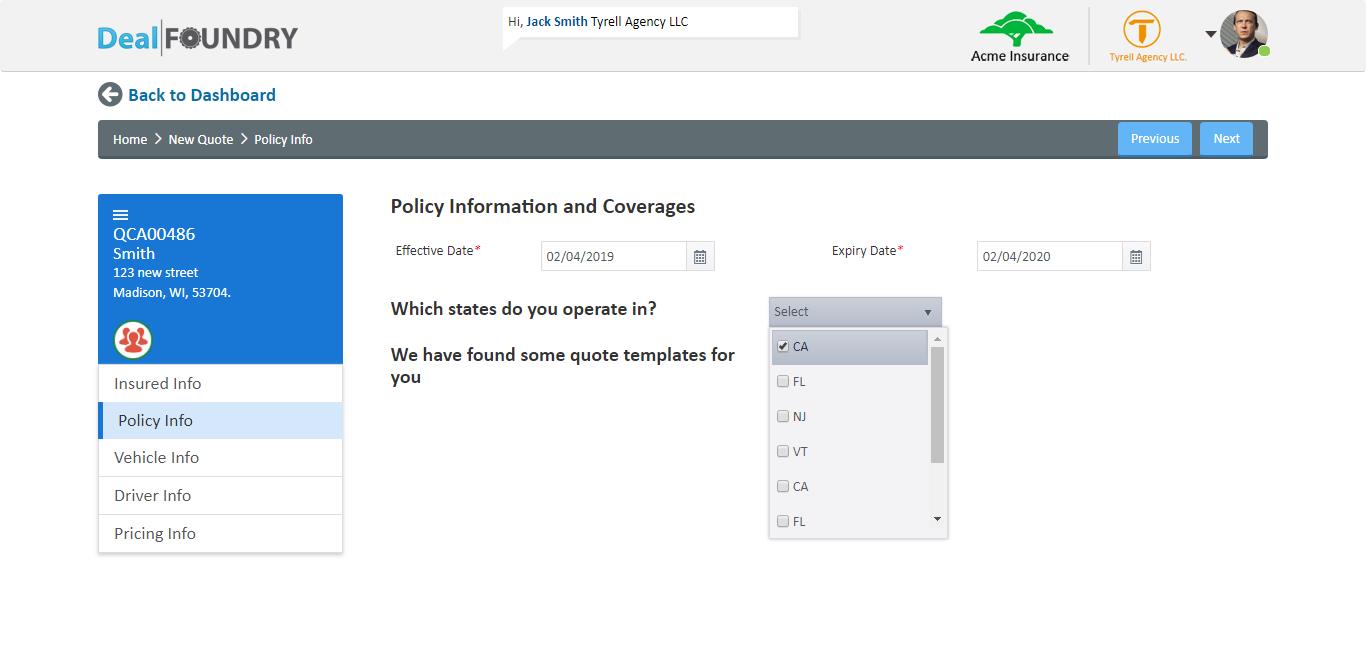 Deal FOUNDRY
Hi, Jack Smith Tyrell Agency LLC
Acme Insurance
T
Tyrell Agency LLC.
Back to Dashboard
Home > New Quote > Policy Info
Previous
Next
QCA00486
Smith
123 new street
Madison, WI, 53704.
Insured Info
Policy Info
Vehicle Info
Driver Info
Pricing Info
Policy Information and Coverages
Effective Date*
02/04/2019
Expiry Date*
02/04/2020
Which states do you operate in?
Select
CA
FL
NJ
VT
CA
FL
We have found some quote templates for
you